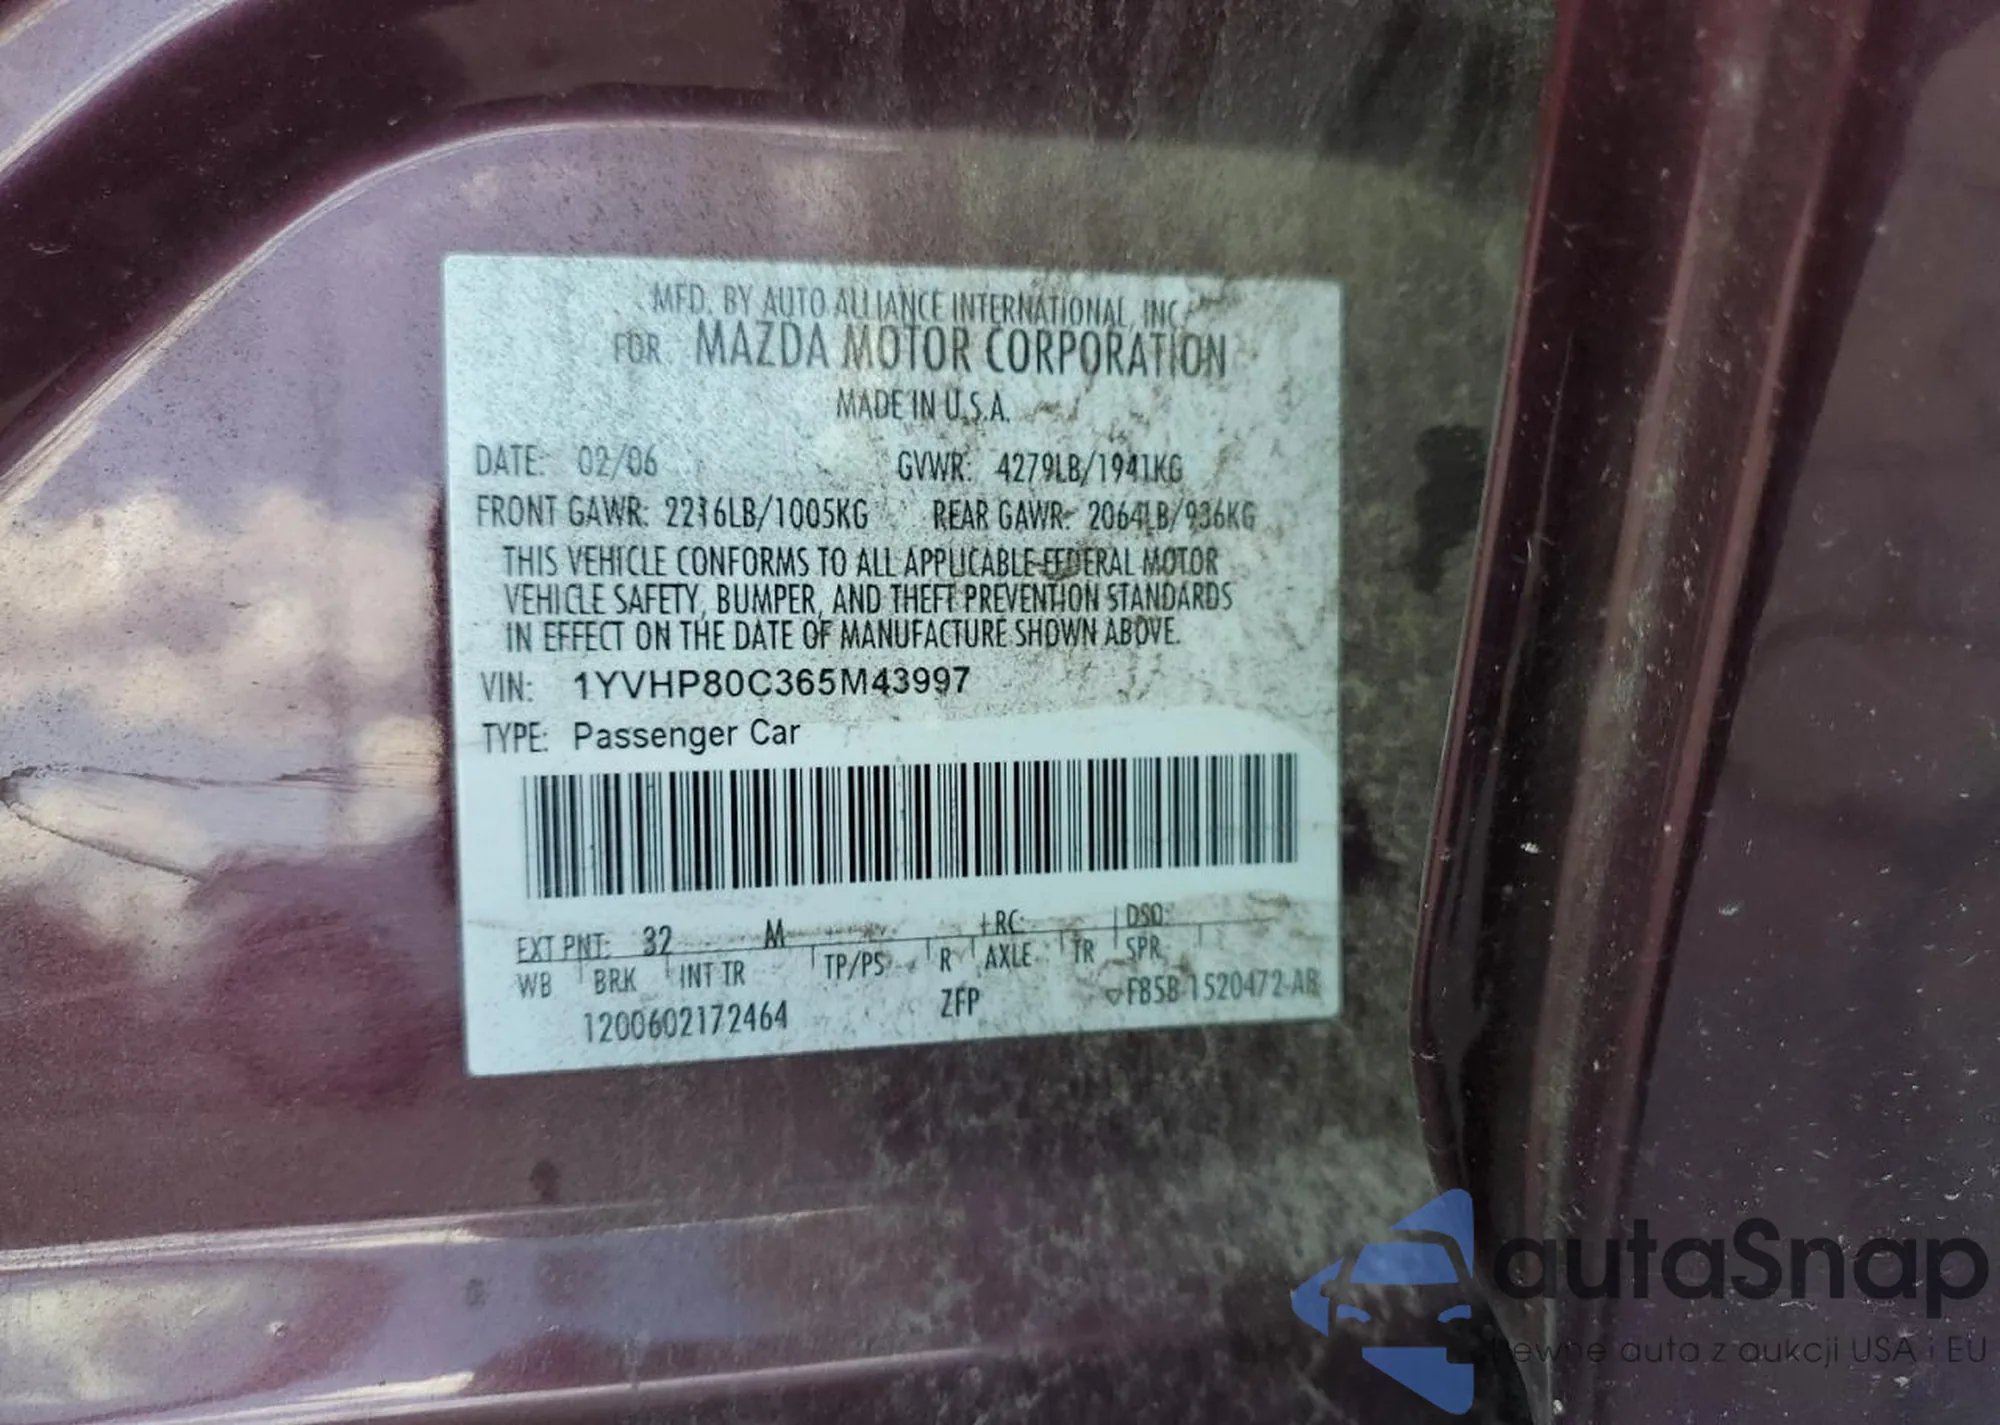 MFD. BY AUTO ALLIANCE INTERNATIONAL, INC.
FOR MAZDA MOTOR CORPORATION
MADE IN U.S.A.
DATE: 02/06 GVWR: 4279LB/1941KG
FRONT GAWR: 2216LB/1005KG REAR GAWR: 2064LB/936KG
THIS VEHICLE CONFORMS TO ALL APPLICABLE FEDERAL MOTOR
VEHICLE SAFETY, BUMPER, AND THEFT PREVENTION STANDARDS
IN EFFECT ON THE DATE OF MANUFACTURE SHOWN ABOVE.
VIN: 1YVHP80C365M43997
TYPE: Passenger Car
EXT PNT: 32 M RC: DSO:
WB BRK INT TR TP/PS R AXLE TR SPR
1200602172464 ZFP F85B-1520472-AB
autaSnap
Pewne auta z aukcji USA i EU